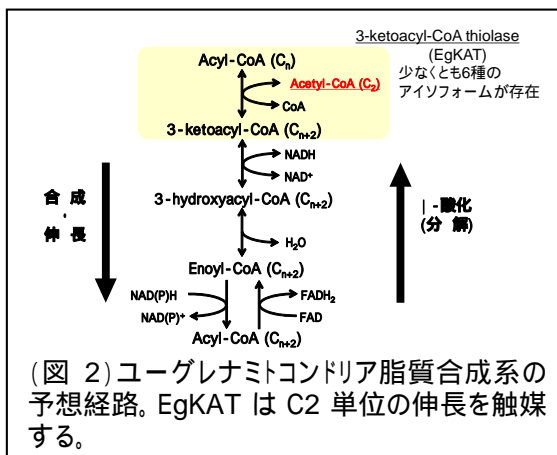 3-ketoacyl-CoA thiolase
(EgKAT)
少なくとも6種の
アイソフォームが存在
Acyl-CoA (Cn)
Acetyl-CoA (C2)
CoA
3-ketoacyl-CoA (Cn+2)
NADH
NAD+
3-hydroxyacyl-CoA (Cn+2)
H2O
Enoyl-CoA (Cn+2)
NAD(P)H
NAD(P)+
FADH2
FAD
Acyl-CoA (Cn+2)
合 成
・
伸 長
| -酸化
(分 解)
(図 2)ユーグレナミトコンドリア脂質合成系の
予想経路。EgKAT は C2 単位の伸長を触媒
する。